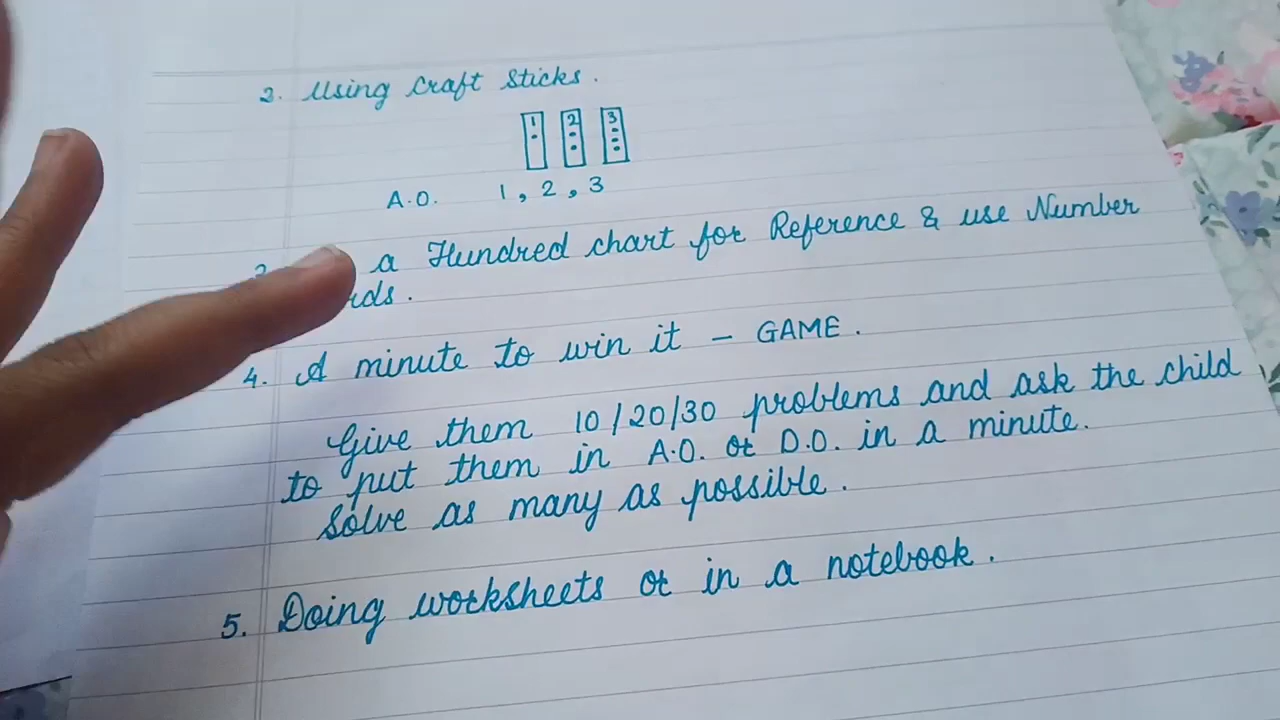 2. Using Craft Sticks.
1 2 3
A.O. 1, 2, 3
a Hundred chart for Reference & use Number
4. A minute to win it - GAME.
Give them 10/20/30 problems and ask the child
to put them in A.O. or D.O. in a minute.
Solve as many as possible.
5. Doing worksheets or in a notebook.